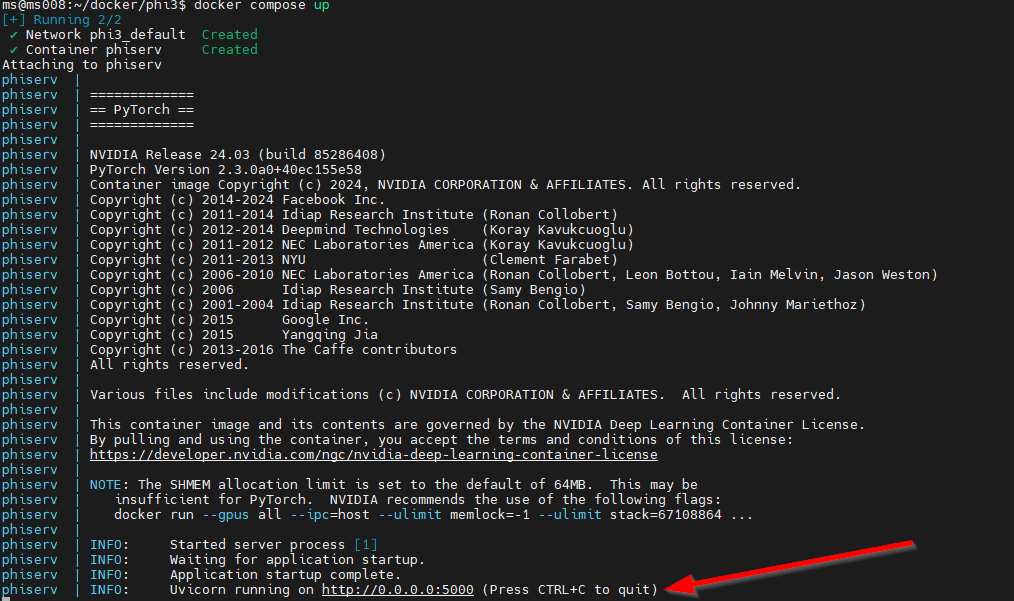 ms@ms008:~/docker/phi3$ docker compose up
[+] Running 2/2
 ✔ Network phi3_default  Created
 ✔ Container phiserv     Created
Attaching to phiserv
phiserv  |
phiserv  | =============
phiserv  | == PyTorch ==
phiserv  | =============
phiserv  |
phiserv  | NVIDIA Release 24.03 (build 85286408)
phiserv  | PyTorch Version 2.3.0a0+40ec155e58
phiserv  | Container image Copyright (c) 2024, NVIDIA CORPORATION & AFFILIATES. All rights reserved.
phiserv  | Copyright (c) 2014-2024 Facebook Inc.
phiserv  | Copyright (c) 2011-2014 Idiap Research Institute (Ronan Collobert)
phiserv  | Copyright (c) 2012-2014 Deepmind Technologies    (Koray Kavukcuoglu)
phiserv  | Copyright (c) 2011-2012 NEC Laboratories America (Koray Kavukcuoglu)
phiserv  | Copyright (c) 2011-2013 NYU                      (Clement Farabet)
phiserv  | Copyright (c) 2006-2010 NEC Laboratories America (Ronan Collobert, Leon Bottou, Iain Melvin, Jason Weston)
phiserv  | Copyright (c) 2006      Idiap Research Institute (Samy Bengio)
phiserv  | Copyright (c) 2001-2004 Idiap Research Institute (Ronan Collobert, Samy Bengio, Johnny Mariethoz)
phiserv  | Copyright (c) 2015      Google Inc.
phiserv  | Copyright (c) 2015      Yangqing Jia
phiserv  | Copyright (c) 2013-2016 The Caffe contributors
phiserv  | All rights reserved.
phiserv  |
phiserv  | Various files include modifications (c) NVIDIA CORPORATION & AFFILIATES.  All rights reserved.
phiserv  |
phiserv  | This container image and its contents are governed by the NVIDIA Deep Learning Container License.
phiserv  | By pulling and using the container, you accept the terms and conditions of this license:
phiserv  | https://developer.nvidia.com/ngc/nvidia-deep-learning-container-license
phiserv  |
phiserv  | NOTE: The SHMEM allocation limit is set to the default of 64MB.  This may be
phiserv  |    insufficient for PyTorch.  NVIDIA recommends the use of the following flags:
phiserv  |    docker run --gpus all --ipc=host --ulimit memlock=-1 --ulimit stack=67108864 ...
phiserv  |
phiserv  | INFO:     Started server process [1]
phiserv  | INFO:     Waiting for application startup.
phiserv  | INFO:     Application startup complete.
phiserv  | INFO:     Uvicorn running on http://0.0.0.0:5000 (Press CTRL+C to quit)